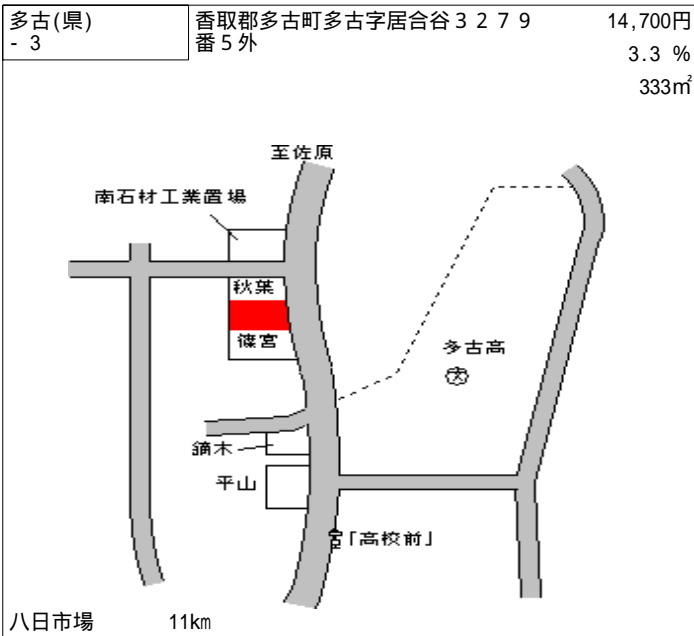 多古(県)
- 3
香取郡多古町多古字居合谷３２７９
番５外
14,700円
3.3 %
333㎡
至佐原
南石材工業置場
秋葉
篠宮
多古高
鏑木
平山
「高校前」
八日市場 11km